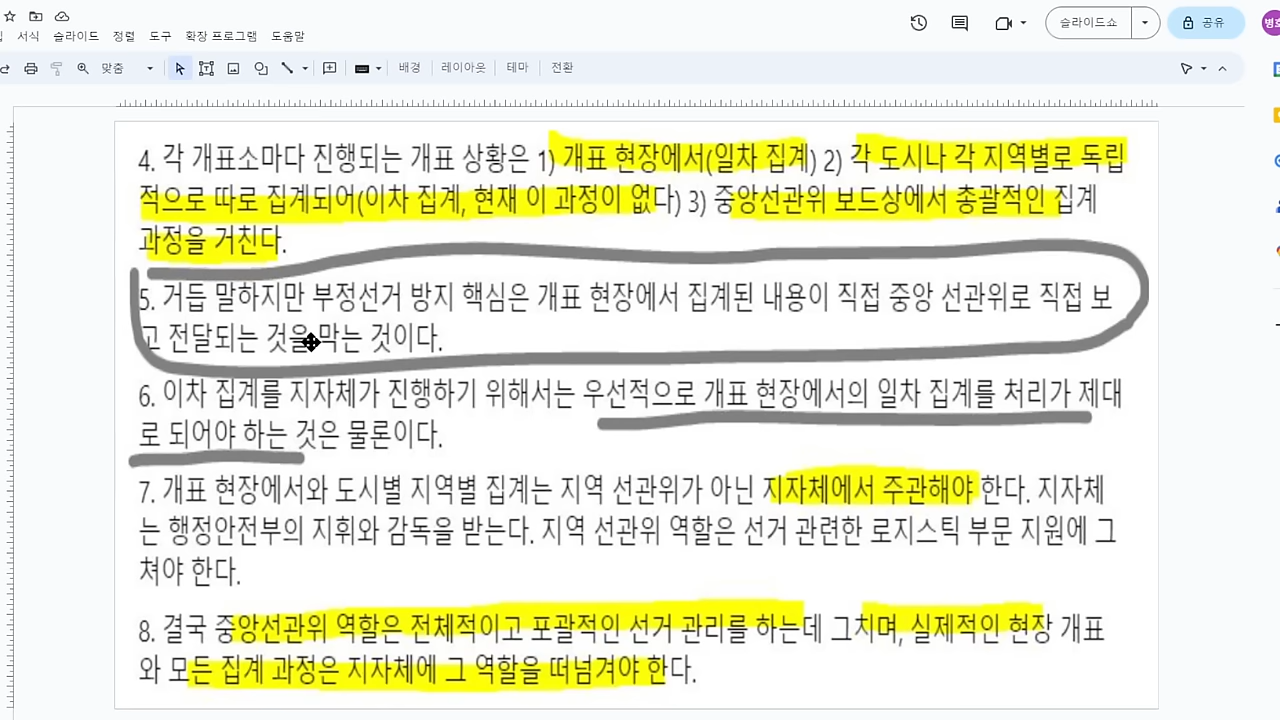 서식 슬라이드 정렬 도구 확장 프로그램 도움말
슬라이드쇼 공유
맞춤 배경 레이아웃 테마 전환
4. 각 개표소마다 진행되는 개표 상황은 1) 개표 현장에서(일차 집계) 2) 각 도시나 각 지역별로 독립
적으로 따로 집계되어(이차 집계, 현재 이 과정이 없다) 3) 중앙선관위 보드상에서 총괄적인 집계
과정을 거친다.
5. 거듭 말하지만 부정선거 방지 핵심은 개표 현장에서 집계된 내용이 직접 중앙 선관위로 직접 보
고 전달되는 것을 막는 것이다.
6. 이차 집계를 지자체가 진행하기 위해서는 우선적으로 개표 현장에서의 일차 집계를 처리가 제대
로 되어야 하는 것은 물론이다.
7. 개표 현장에서와 도시별 지역별 집계는 지역 선관위가 아닌 지자체에서 주관해야 한다. 지자체
는 행정안전부의 지휘와 감독을 받는다. 지역 선관위 역할은 선거 관련한 로지스틱 부문 지원에 그
쳐야 한다.
8. 결국 중앙선관위 역할은 전체적이고 포괄적인 선거 관리를 하는데 그치며, 실제적인 현장 개표
와 모든 집계 과정은 지자체에 그 역할을 떠넘겨야 한다.